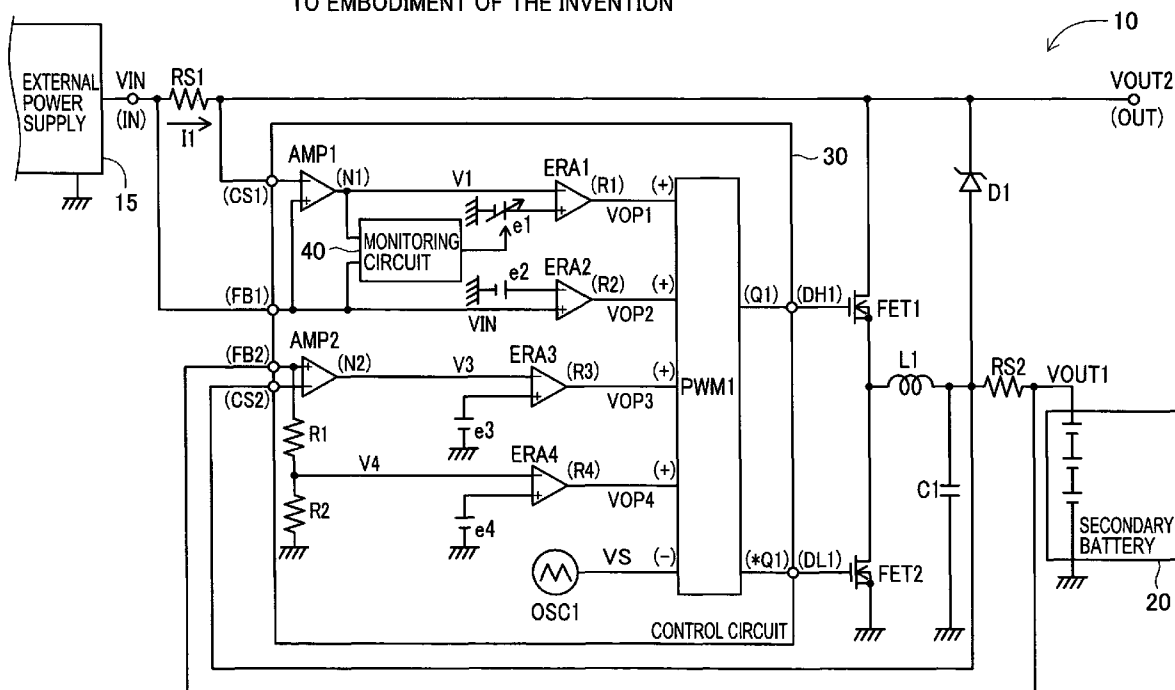 TO EMBODIMENT OF THE INVENTION
10
EXTERNAL
POWER
SUPPLY
VIN
(IN)
RS1
I1
VOUT2
(OUT)
15
30
AMP1
(N1)
(CS1)
V1
ERA1
(R1)
(+)
VOP1
e1
D1
40
MONITORING
CIRCUIT
e2
ERA2
(R2)
(+)
VOP2
(FB1)
VIN
(Q1)
(DH1)
FET1
AMP2
(FB2)
(N2)
(CS2)
V3
ERA3
(R3)
(+)
VOP3
PWM1
L1
RS2
VOUT1
e3
R1
V4
ERA4
(R4)
(+)
VOP4
R2
e4
C1
SECONDARY
BATTERY
VS
(-)
(*Q1)
(DL1)
FET2
OSC1
20
CONTROL CIRCUIT